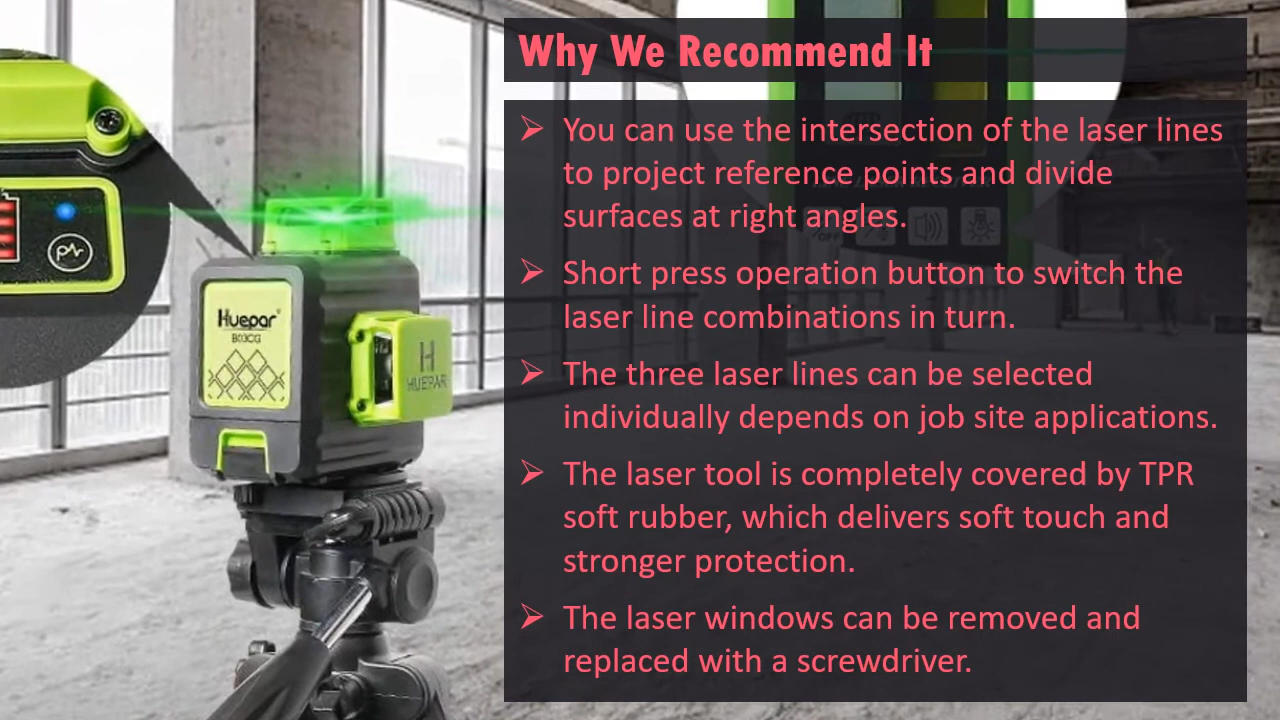 Why We Recommend It
➢ You can use the intersection of the laser lines
to project reference points and divide
surfaces at right angles.
➢ Short press operation button to switch the
laser line combinations in turn.
➢ The three laser lines can be selected
individually depends on job site applications.
➢ The laser tool is completely covered by TPR
soft rubber, which delivers soft touch and
stronger protection.
➢ The laser windows can be removed and
replaced with a screwdriver.
Huepar
B03CG
H
HUEPAR